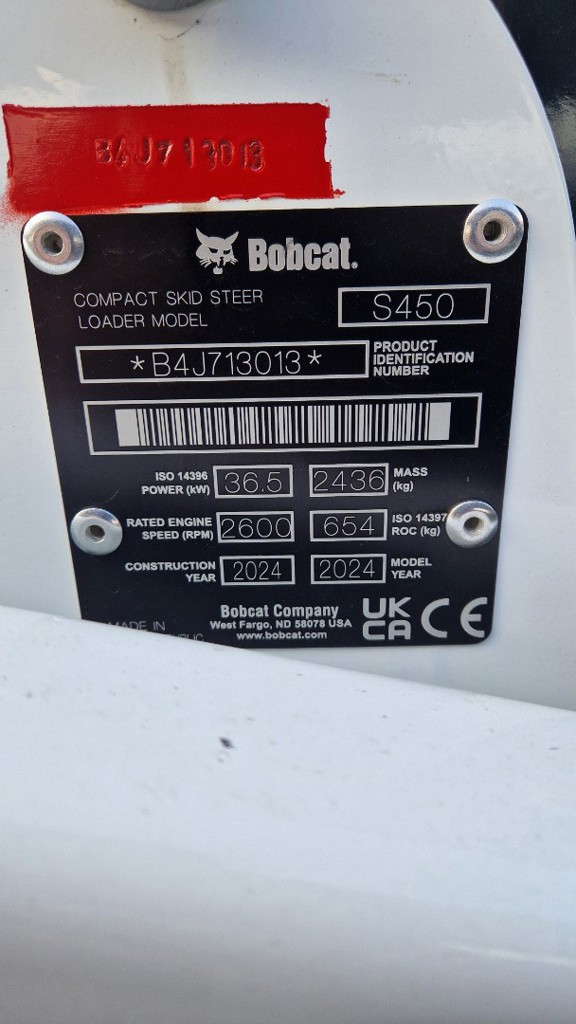 B4J713013
Bobcat.
COMPACT SKID STEER
LOADER MODEL
S450
*B4J713013*
PRODUCT
IDENTIFICATION
NUMBER
ISO 14396
POWER (kW)
36.5
2436
MASS
(kg)
RATED ENGINE
SPEED (RPM)
2600
654
ISO 14397
ROC (kg)
CONSTRUCTION
YEAR
2024
2024
MODEL
YEAR
MADE IN
Bobcat Company
West Fargo, ND 58078 USA
www.bobcat.com
UK
CA
CE